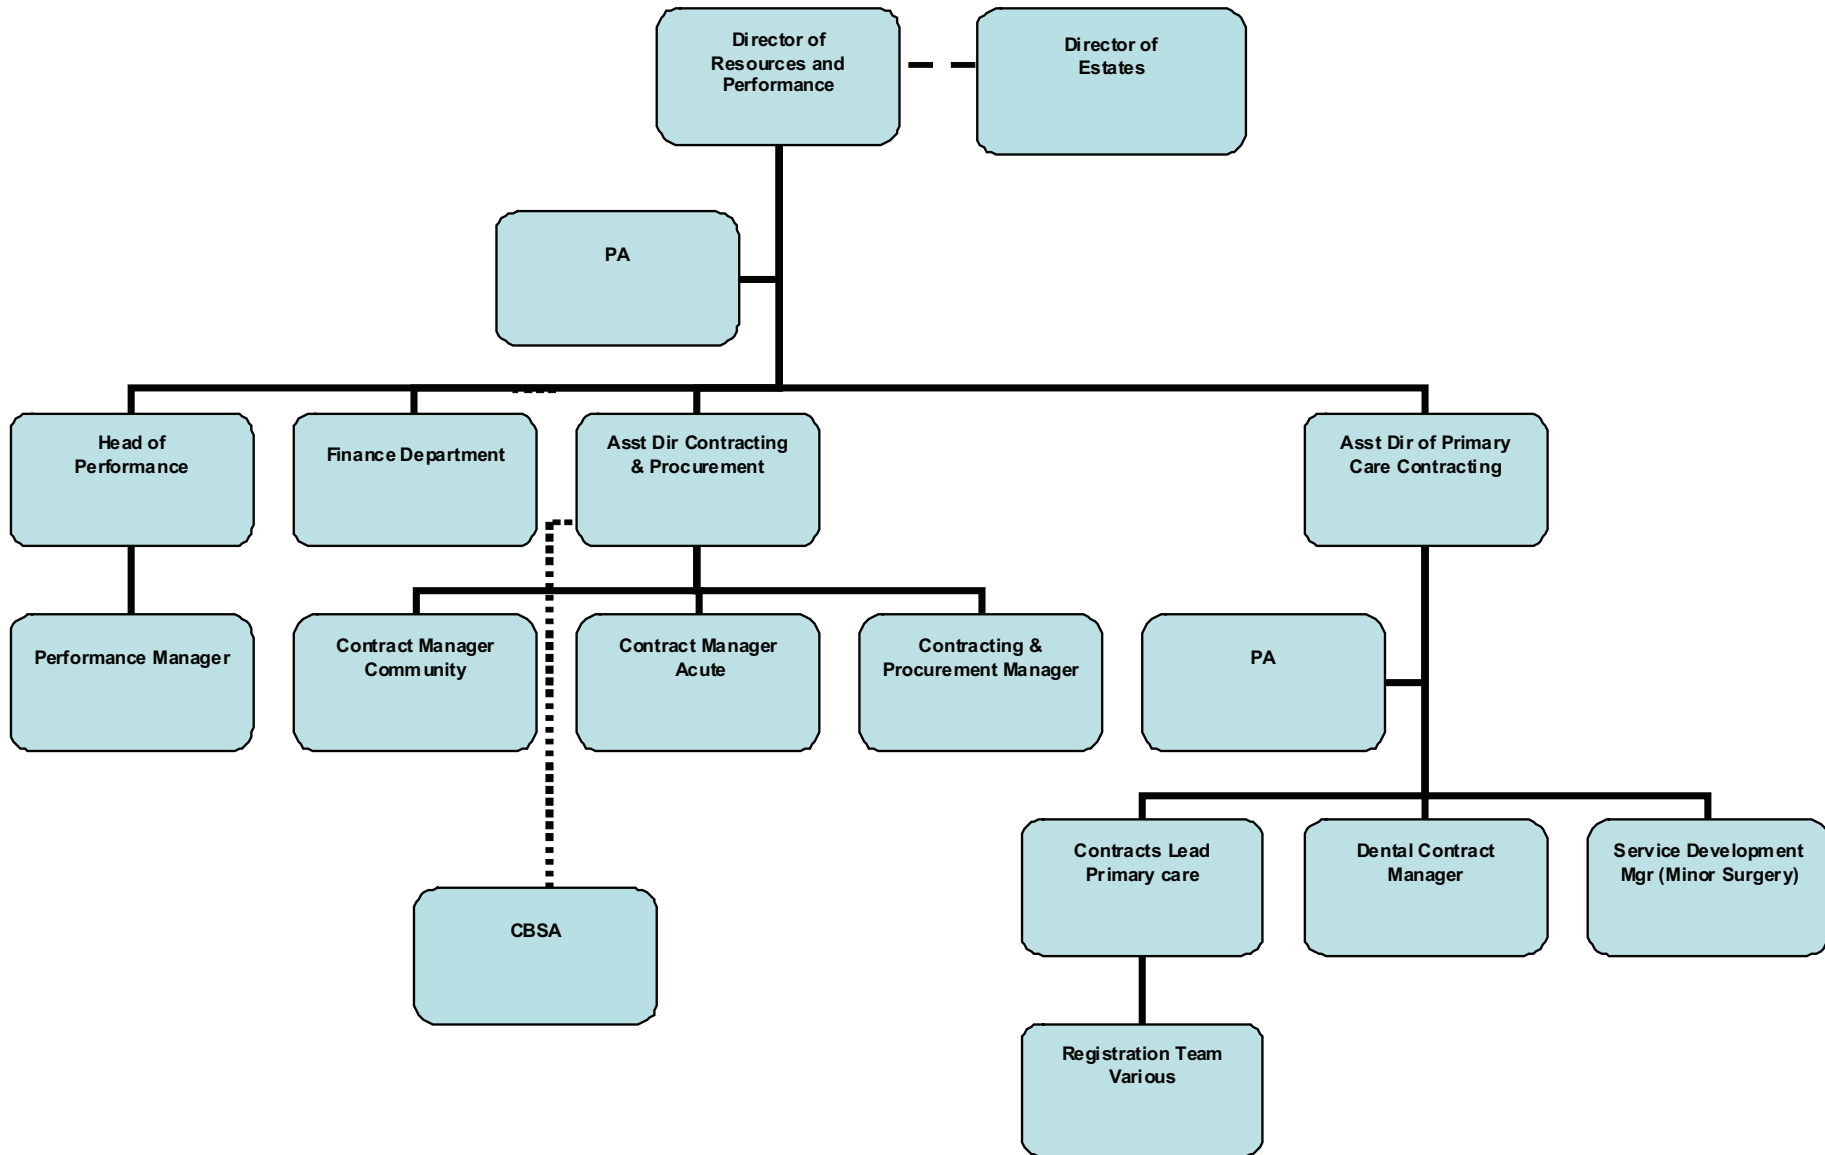 Director of
Resources and
Performance
Director of
Estates
PA
Head of
Performance
Finance Department
Asst Dir Contracting
& Procurement
Asst Dir of Primary
Care Contracting
Performance Manager
Contract Manager
Community
Contract Manager
Acute
Contracting &
Procurement Manager
PA
CBSA
Contracts Lead
Primary care
Dental Contract
Manager
Service Development
Mgr (Minor Surgery)
Registration Team
Various